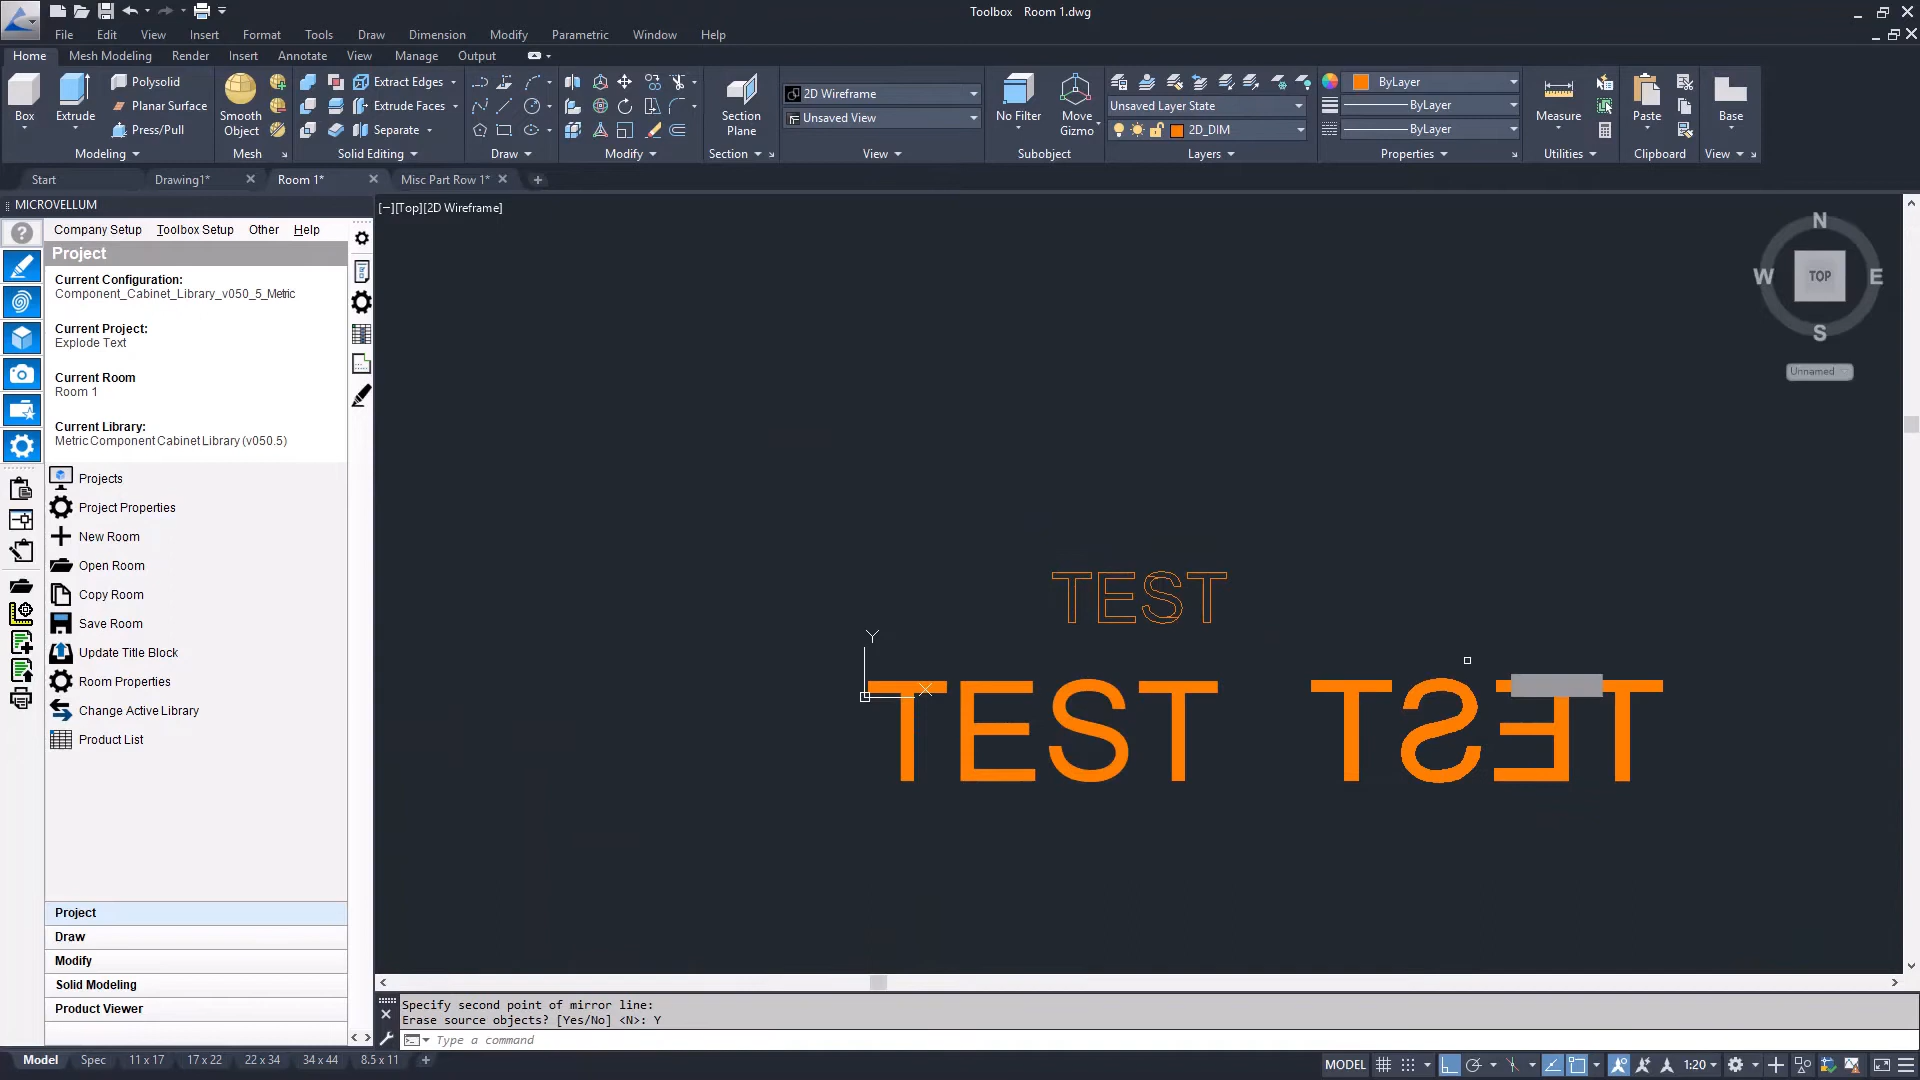 Toolbox Room 1.dwg
File Edit View Insert Format Tools Draw Dimension Modify Parametric Window Help
Home Mesh Modeling Render Insert Annotate View Manage Output
Box
Extrude
Polysolid
Planar Surface
Press/Pull
Modeling
Smooth
Object
Mesh
Extract Edges
Extrude Faces
Separate
Solid Editing
Draw
Modify
Section
Plane
Section
2D Wireframe
Unsaved View
View
No Filter
Move
Gizmo
Subobject
Unsaved Layer State
2D_DIM
Layers
ByLayer
ByLayer
ByLayer
Properties
Measure
Utilities
Paste
Clipboard
Base
View
Start Drawing1* Room 1* Misc Part Row 1*
MICROVELLUM
Company Setup Toolbox Setup Other Help
Project
Current Configuration:
Component_Cabinet_Library_v050_5_Metric
Current Project:
Explode Text
Current Room
Room 1
Current Library:
Metric Component Cabinet Library (v050.5)
Projects
Project Properties
New Room
Open Room
Copy Room
Save Room
Update Title Block
Room Properties
Change Active Library
Product List
Project
Draw
Modify
Solid Modeling
Product Viewer
[−][Top][2D Wireframe]
N
W TOP E
S
Unnamed
TEST
Y
X
TEST TEST
Specify second point of mirror line:
Erase source objects? [Yes/No] <N>: Y
Type a command
Model Spec 11 x 17 17 x 22 22 x 34 34 x 44 8.5 x 11
MODEL 1:20